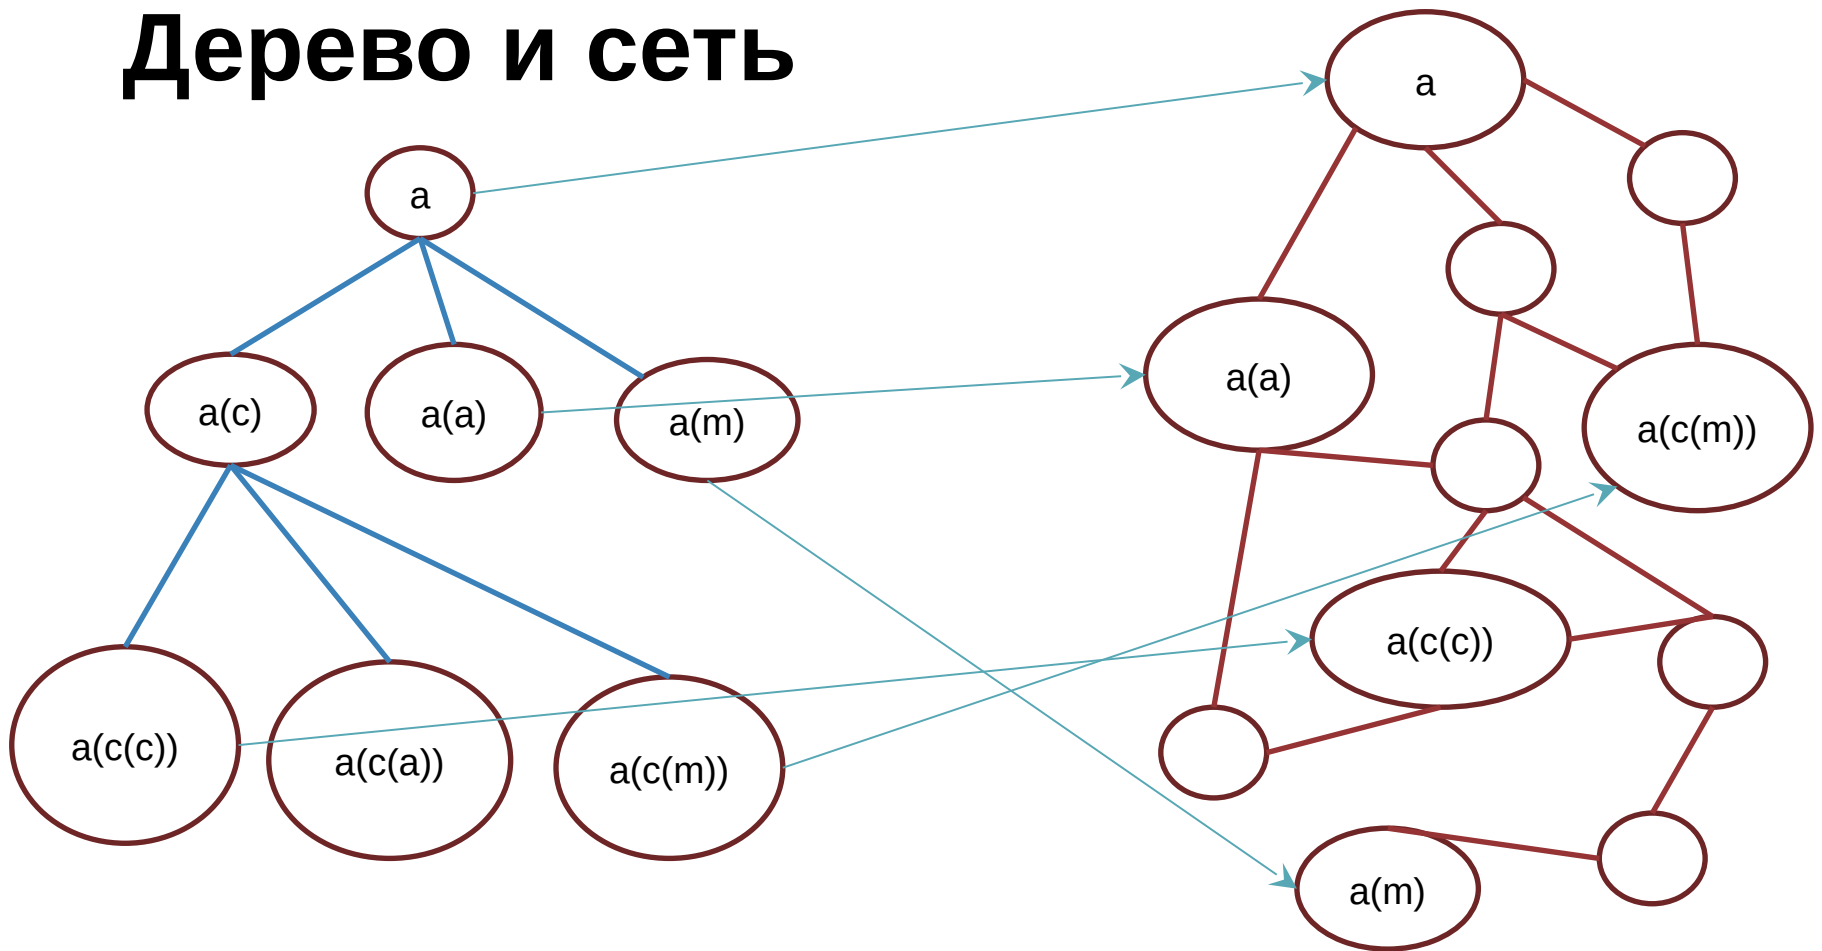 Дерево и сеть
a
a(c)
a(a)
a(m)
a(c(c))
a(c(a))
a(c(m))
a
a(a)
a(c(m))
a(c(c))
a(m)